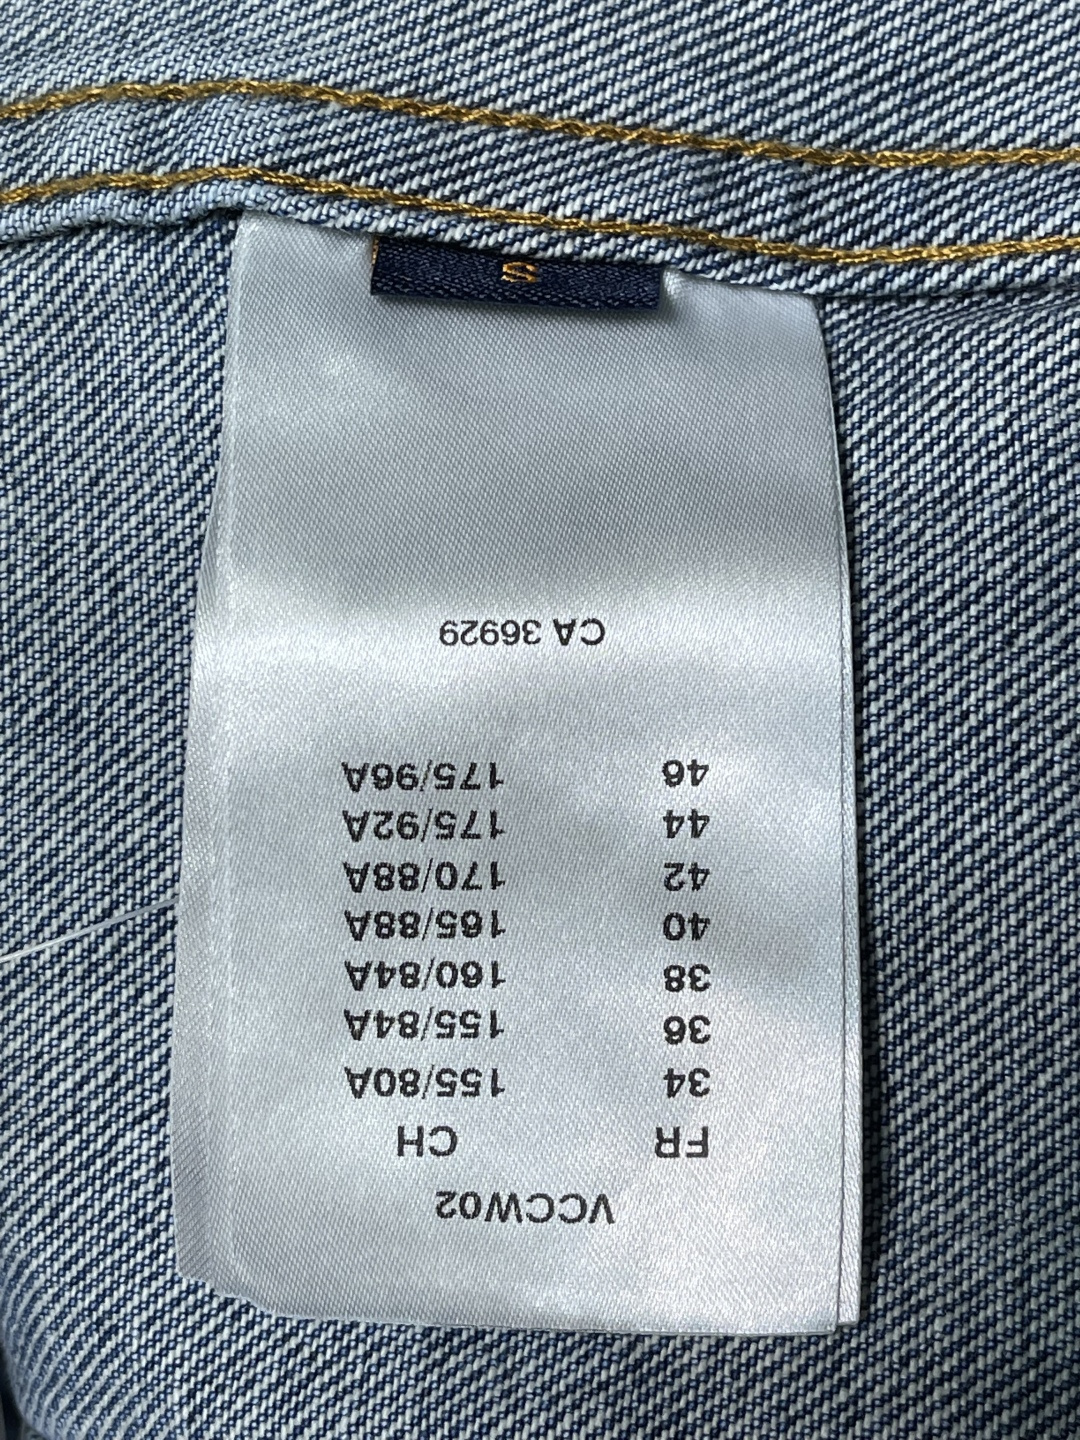 VCCW02
FR CH
34 155/80A
36 155/84A
38 160/84A
40 165/88A
42 170/88A
44 175/92A
46 175/96A
CA 36929
S